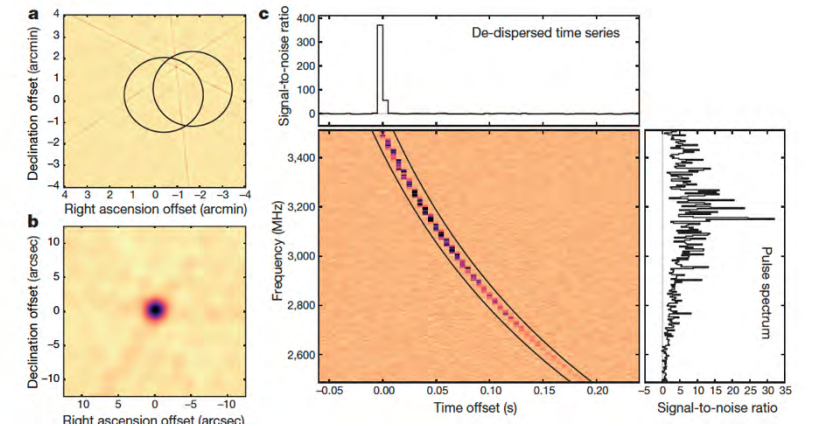 a
Declination offset (arcmin)
4
3
2
1
0
−1
−2
−3
−4
4 3 2 1 0 −1 −2 −3 −4
Right ascension offset (arcmin)
b
Declination offset (arcsec)
10
5
0
−5
−10
10 5 0 −5 −10
Right ascension offset (arcsec)
c
Signal-to-noise ratio
400
300
200
100
0
De-dispersed time series
Frequency (MHz)
3,400
3,200
3,000
2,800
2,600
−0.05 0.00 0.05 0.10 0.15 0.20
Time offset (s)
Pulse spectrum
−5 0 5 10 15 20 25 30 35
Signal-to-noise ratio